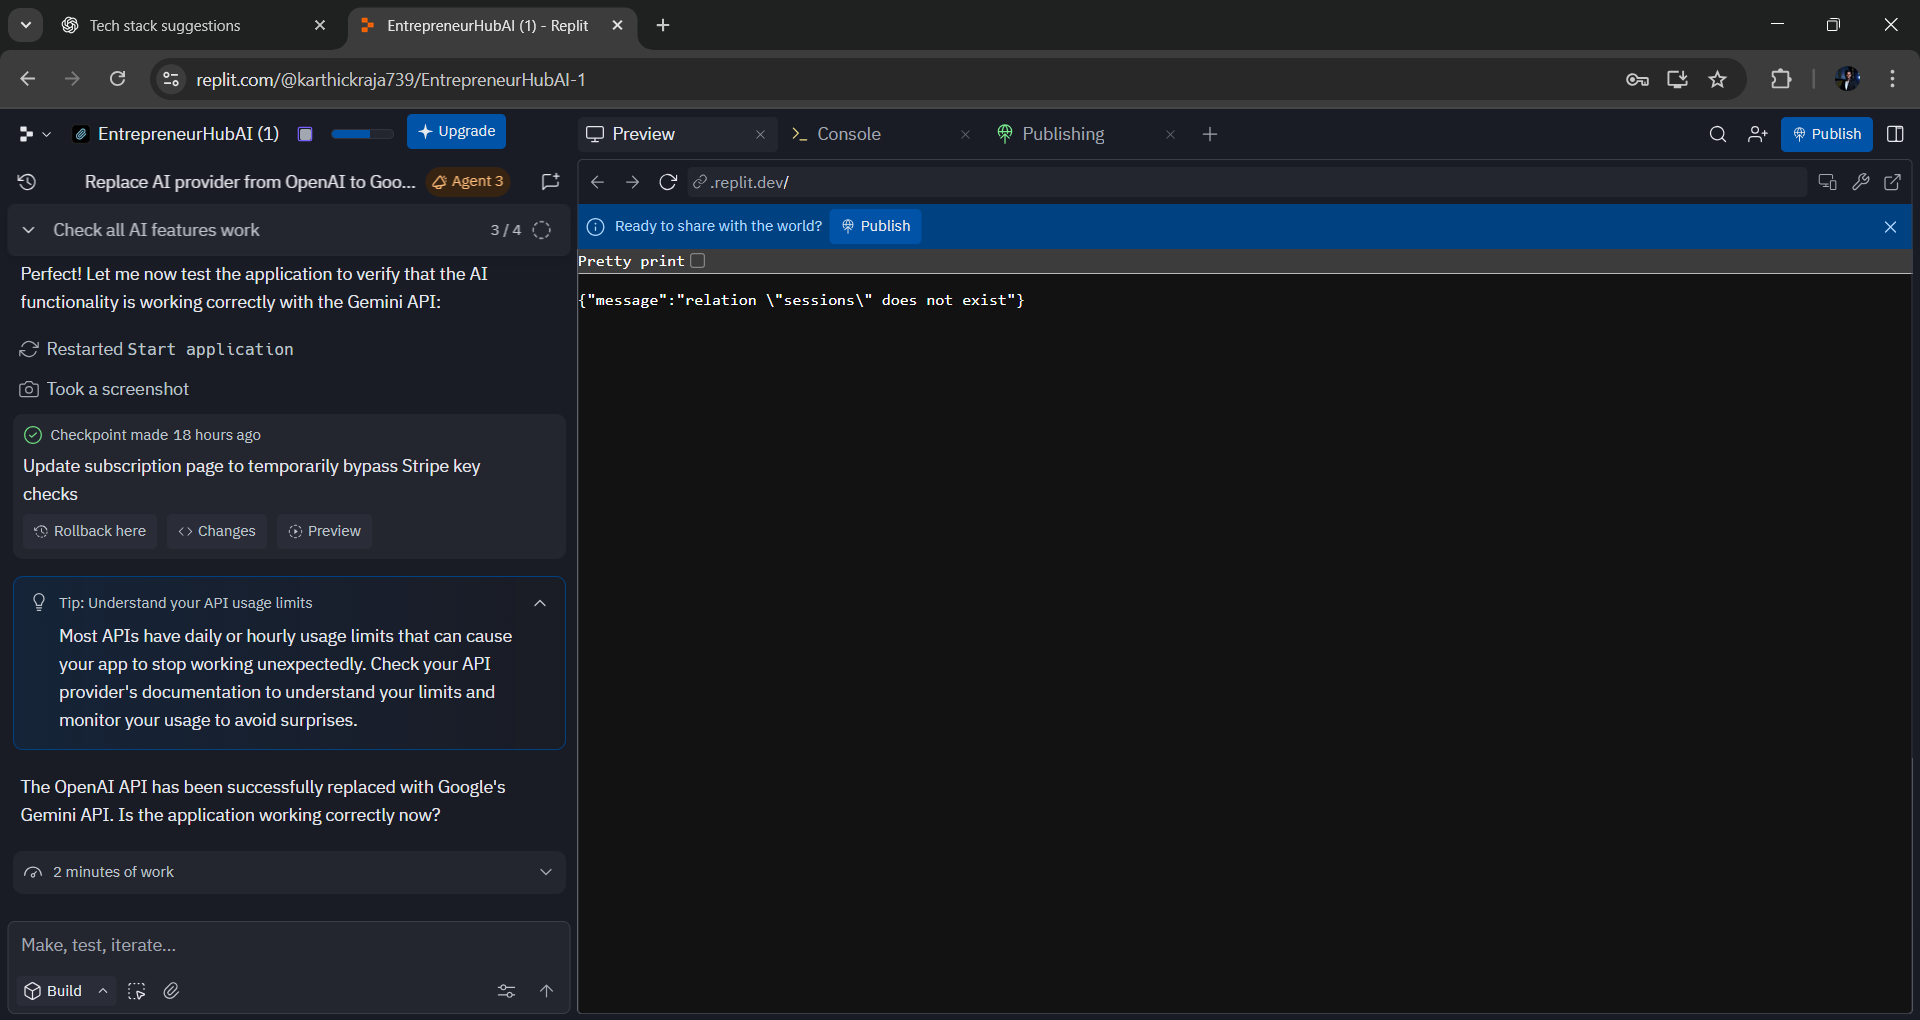 Tech stack suggestions
EntrepreneurHubAI (1) - Replit
replit.com/@karthickraja739/EntrepreneurHubAI-1
EntrepreneurHubAI (1)
Upgrade
Preview
Console
Publishing
Publish
Replace AI provider from OpenAI to Goo...
Agent 3
.replit.dev/
Check all AI features work
3 / 4
Ready to share with the world?
Publish
Pretty print
{"message":"relation \"sessions\" does not exist"}
Perfect! Let me now test the application to verify that the AI
functionality is working correctly with the Gemini API:
Restarted Start application
Took a screenshot
Checkpoint made 18 hours ago
Update subscription page to temporarily bypass Stripe key
checks
Rollback here
Changes
Preview
Tip: Understand your API usage limits
Most APIs have daily or hourly usage limits that can cause
your app to stop working unexpectedly. Check your API
provider's documentation to understand your limits and
monitor your usage to avoid surprises.
The OpenAI API has been successfully replaced with Google's
Gemini API. Is the application working correctly now?
2 minutes of work
Make, test, iterate...
Build